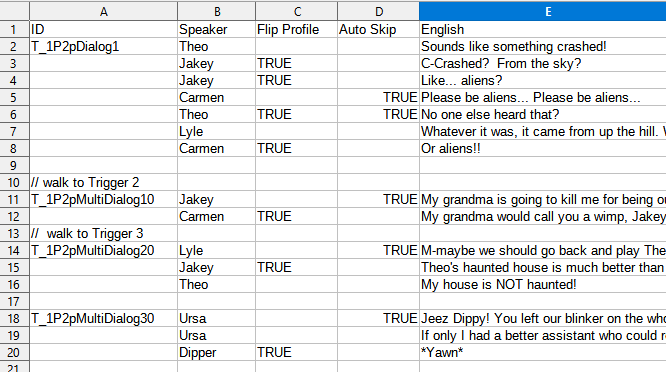 A B C D E
1 ID Speaker Flip Profile Auto Skip English
2 T_1P2pDialog1 Theo Sounds like something crashed!
3 Jakey TRUE C-Crashed?  From the sky?
4 Jakey TRUE Like... aliens?
5 Carmen TRUE Please be aliens... Please be aliens...
6 Theo TRUE TRUE No one else heard that?
7 Lyle Whatever it was, it came from up the hill.
8 Carmen TRUE Or aliens!!
9
10 // walk to Trigger 2
11 T_1P2pMultiDialog10 Jakey TRUE My grandma is going to kill me for being
12 Carmen TRUE My grandma would call you a wimp, Jakey
13 //  walk to Trigger 3
14 T_1P2pMultiDialog20 Lyle TRUE M-maybe we should go back and play
15 Jakey TRUE Theo's haunted house is much better than
16 Theo My house is NOT haunted!
17
18 T_1P2pMultiDialog30 Ursa TRUE Jeez Dippy! You left our blinker on the
19 Ursa If only I had a better assistant who could
20 Dipper TRUE *Yawn*
21